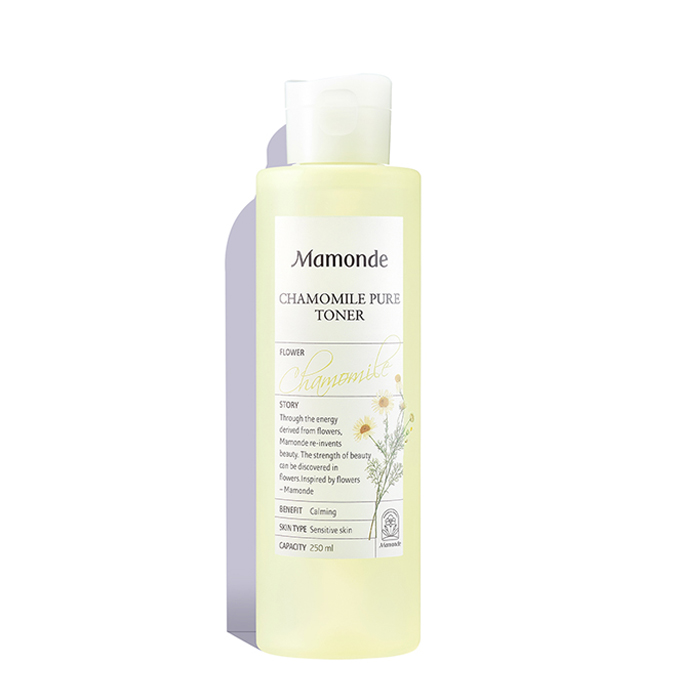 Mamonde
CHAMOMILE PURE
TONER
FLOWER
Chamomile
STORY
Through the energy
derived from flowers,
Mamonde re-invents
beauty. The strength of beauty
can be discovered in
flowers.Inspired by flowers
– Mamonde
BENEFIT Calming
SKIN TYPE Sensitive skin
CAPACITY 250 ml
Mamonde